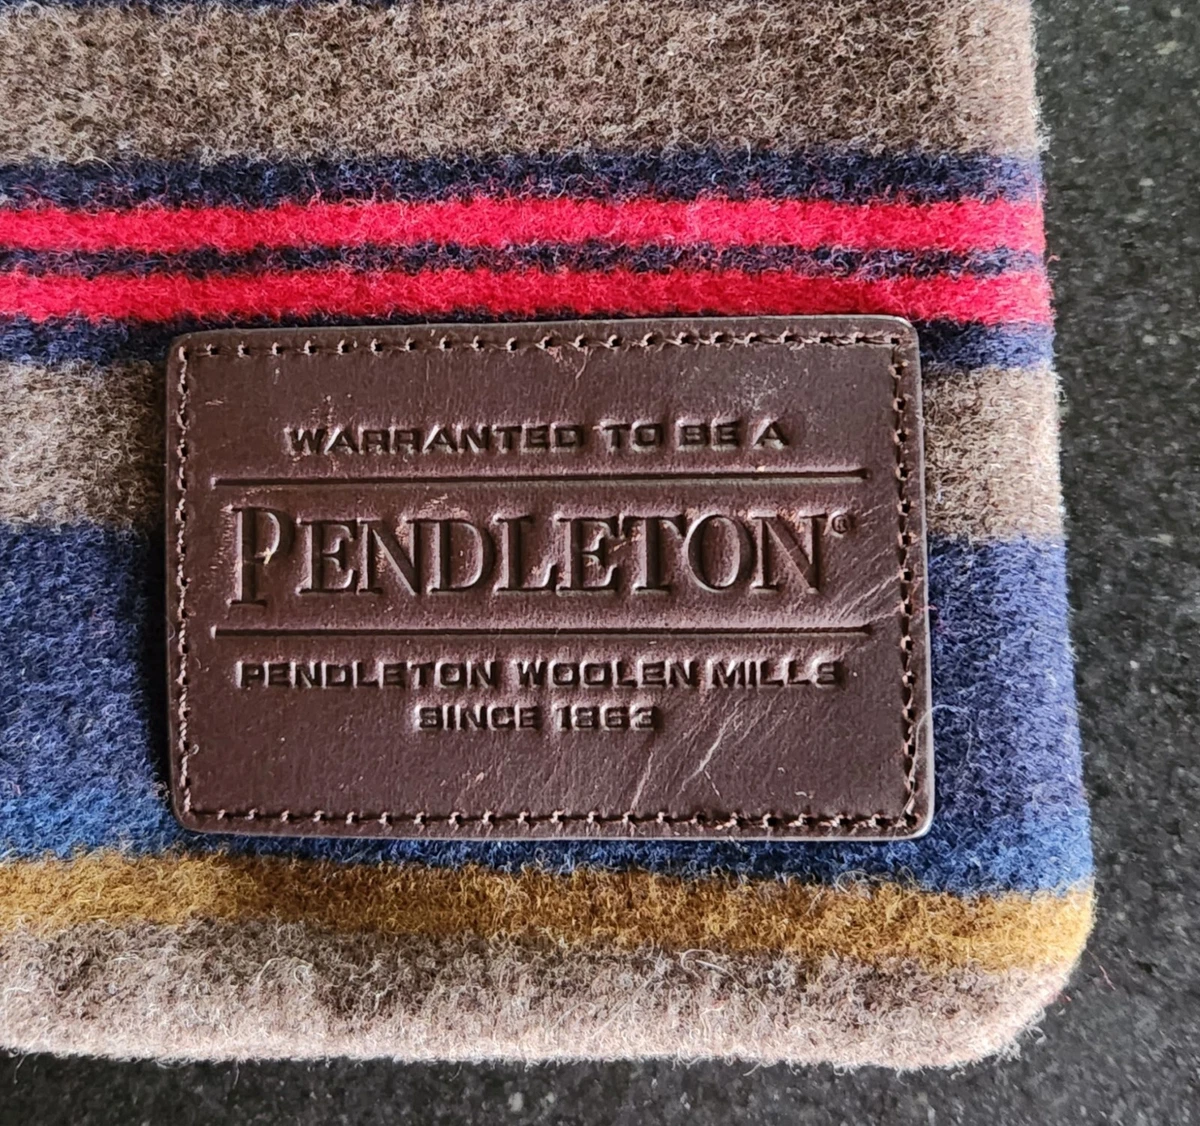 WARRANTED TO BE A
PENDLETON®
PENDLETON WOOLEN MILLS
SINCE 1863